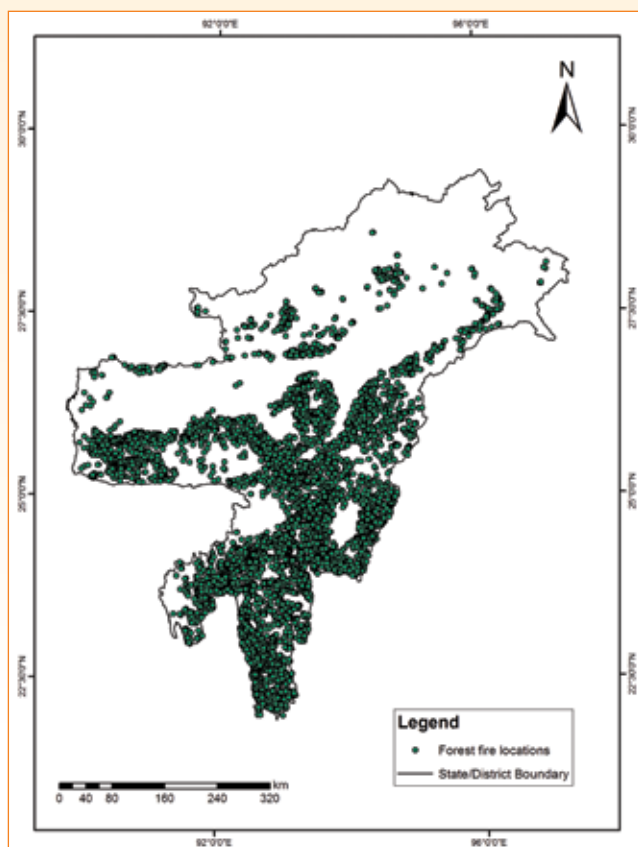 92°0'0"E 96°0'0"E
N
30°0'0"N 30°0'0"N
27°30'0"N 27°30'0"N
25°0'0"N 25°0'0"N
22°30'0"N 22°30'0"N
Legend
Forest fire locations
State/District Boundary
km
0 40 80 160 240 320
92°0'0"E 96°0'0"E